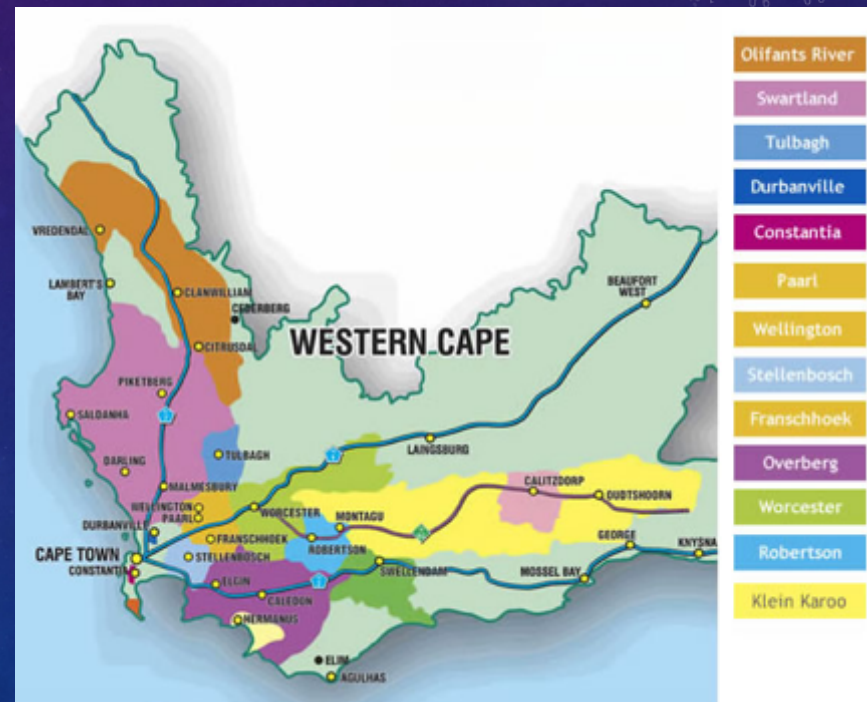 Olifants River
Swartland
Tulbagh
Durbanville
Constantia
Paarl
Wellington
Stellenbosch
Franschhoek
Overberg
Worcester
Robertson
Klein Karoo
WESTERN CAPE
VREDENDAL
LAMBERT'S
BAY
CLANWILLIAM
CEDERBERG
CITRUSDAL
BEAUFORT
WEST
PIKETBERG
SALDANHA
DARLING
TULBAGH
LAINGSBURG
MALMESBURY
CALITZDORP
OUDTSHOORN
WELLINGTON
PAARL
WORCESTER
MONTAGU
DURBANVILLE
FRANSCHHOEK
ROBERTSON
GEORGE
KNYSNA
CAPE TOWN
STELLENBOSCH
CONSTANTIA
SWELLENDAM
MOSSEL BAY
ELGIN
CALEDON
HERMANUS
ELIM
AGULHAS